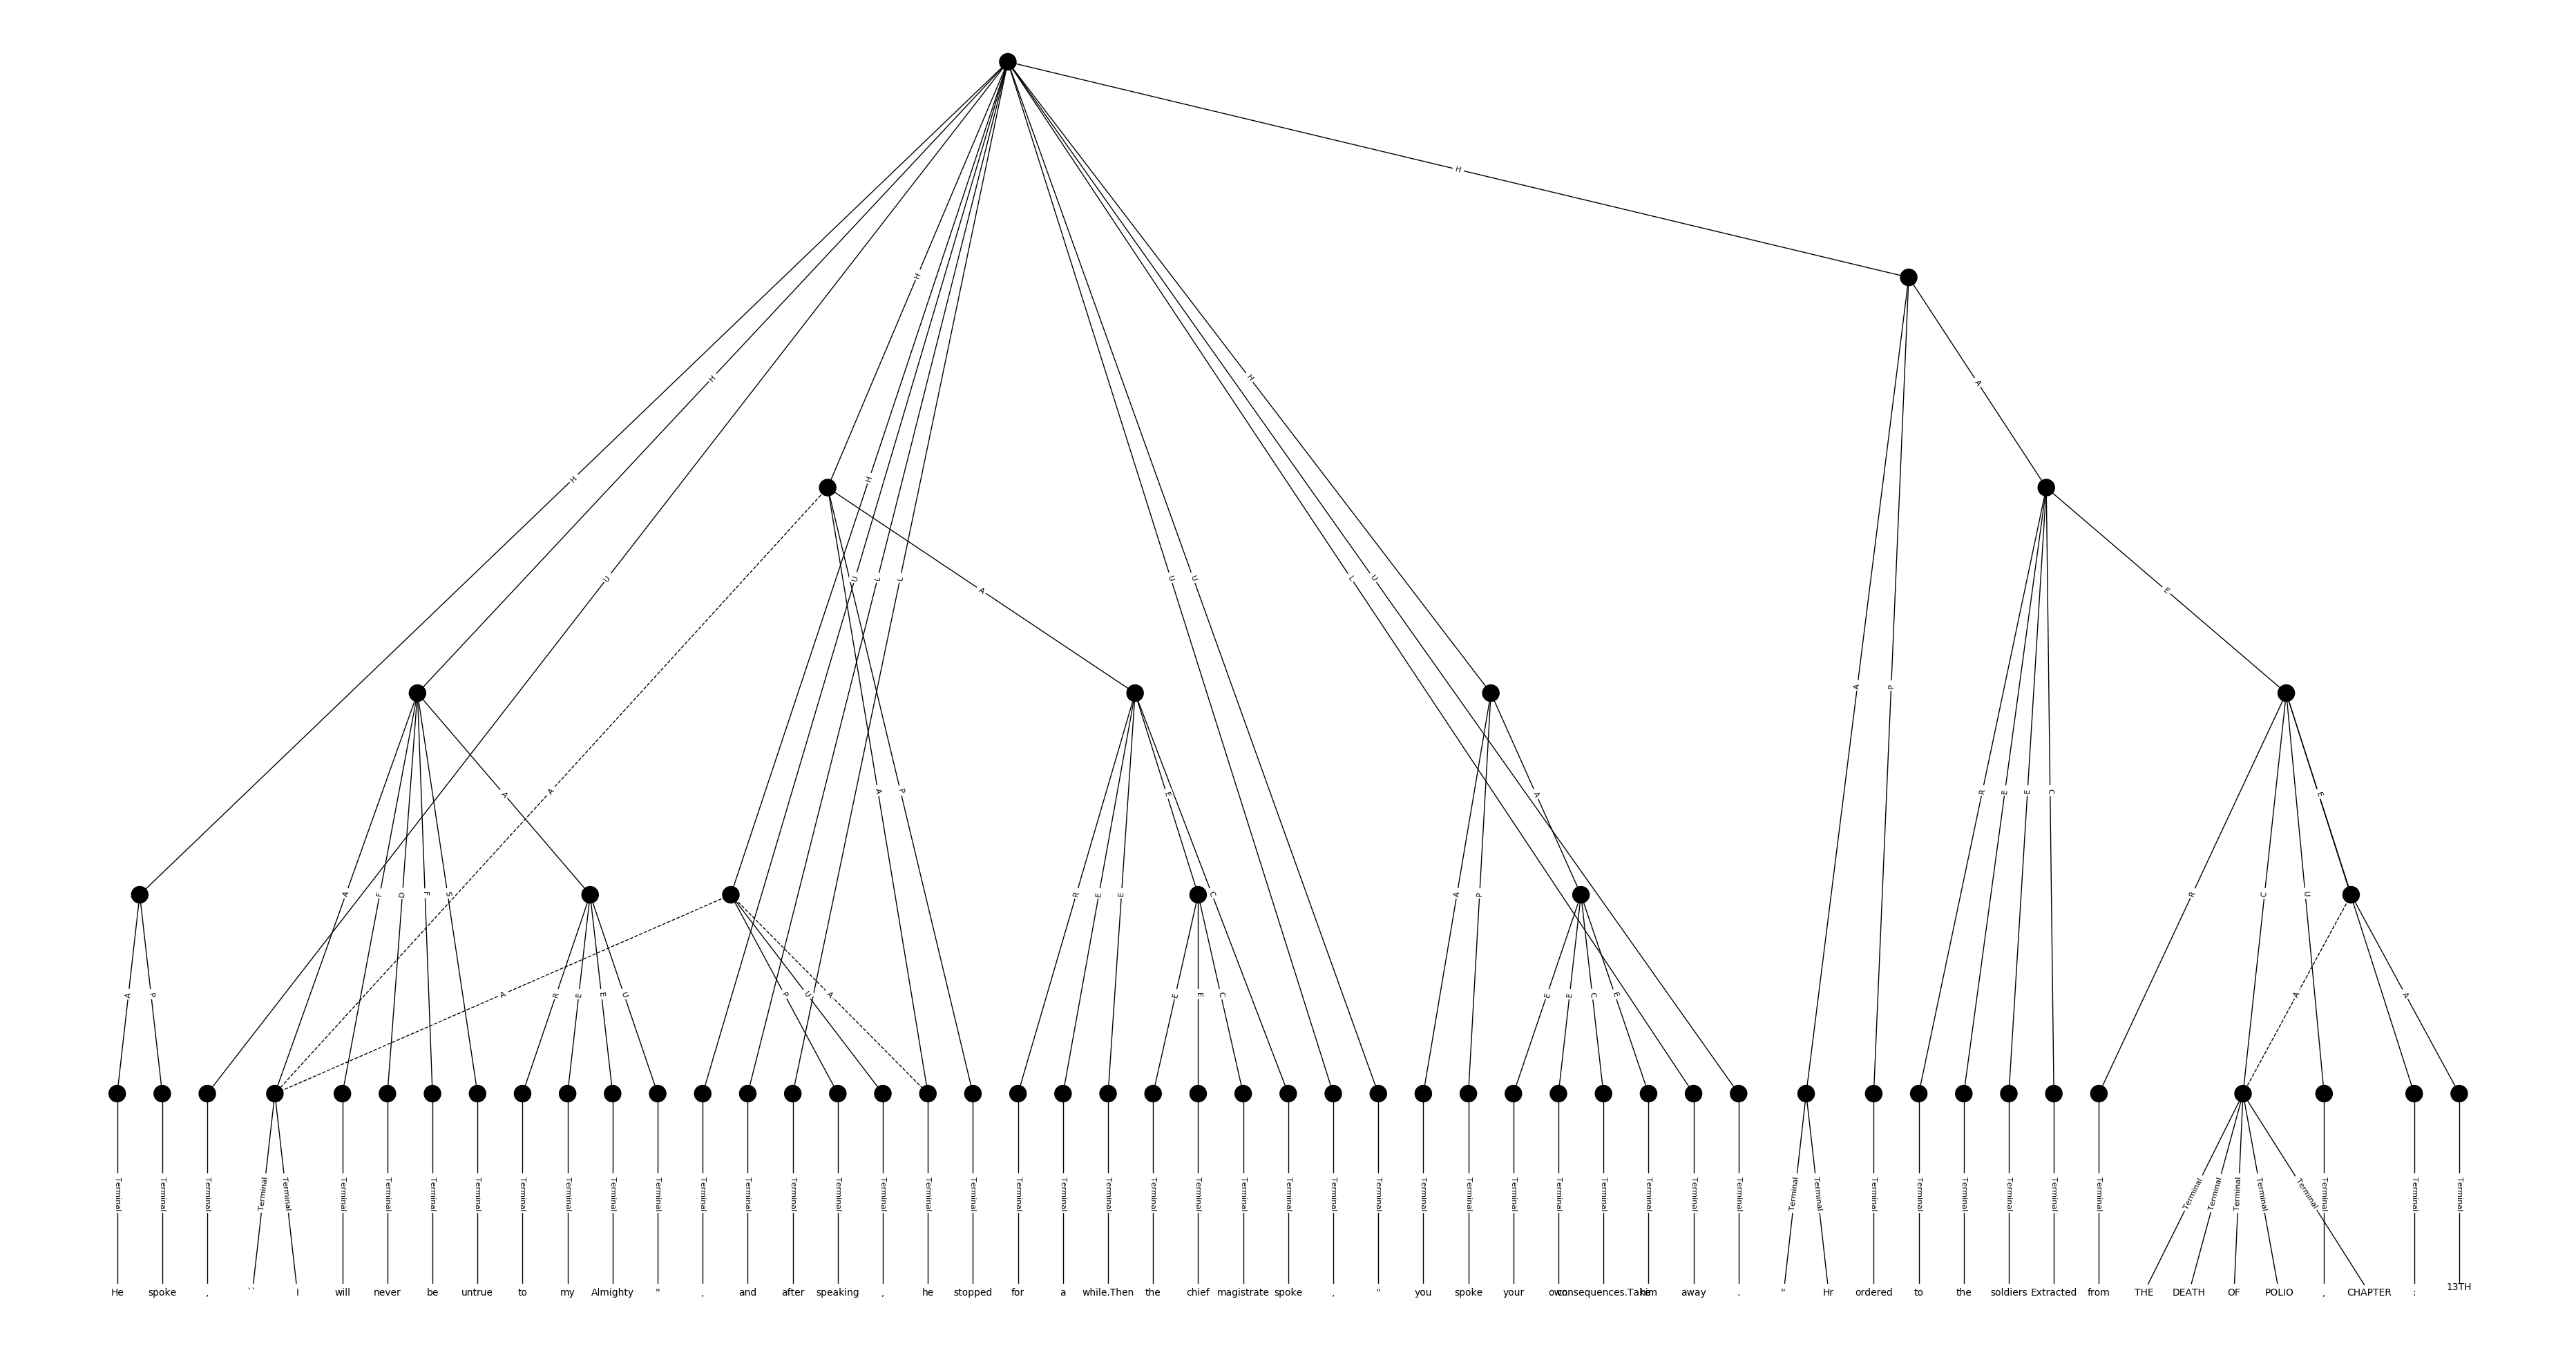 H
H
H
A
H
H
H
U
U
L
L
U
U
L
U
A
A
P
E
A
A
A
P
A
R
E
E
C
E
E
A
F
D
F
S
R
E
E
C
A
P
R
C
U
A
P
A
R
E
E
U
P
U
A
E
E
C
E
E
C
E
A
A
Terminal Terminal Terminal Terminal Terminal Terminal Terminal Terminal Terminal Terminal Terminal Terminal Terminal Terminal Terminal Terminal Terminal Terminal Terminal Terminal Terminal Terminal Terminal Terminal Terminal Terminal Terminal Terminal Terminal Terminal Terminal Terminal Terminal Terminal Terminal Terminal Terminal Terminal Terminal Terminal Terminal Terminal Terminal Terminal Terminal Terminal Terminal Terminal Terminal Terminal Terminal Terminal Terminal
He spoke , `` I will never be untrue to my Almighty " , and after speaking , he stopped for a while.Then the chief magistrate spoke , " you spoke your own consequences.Take him away . " Hr ordered to the soldiers Extracted from THE DEATH OF POLIO , CHAPTER : 13TH